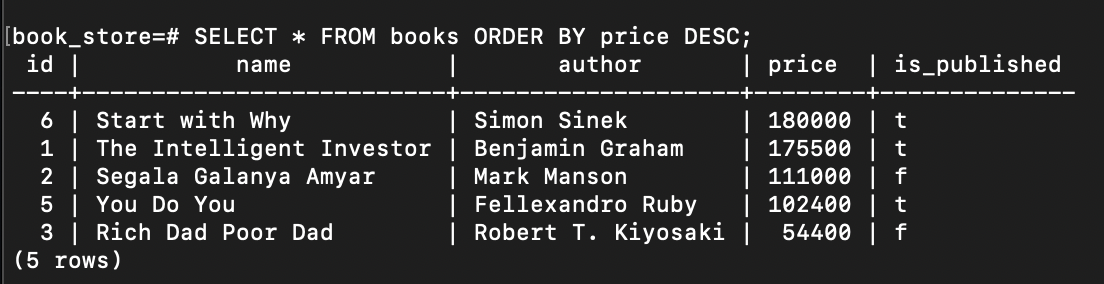 [book_store=# SELECT * FROM books ORDER BY price DESC;
 id |           name           |       author       | price  | is_published
----+--------------------------+--------------------+--------+--------------
  6 | Start with Why           | Simon Sinek        | 180000 | t
  1 | The Intelligent Investor | Benjamin Graham    | 175500 | t
  2 | Segala Galanya Amyar     | Mark Manson        | 111000 | f
  5 | You Do You               | Fellexandro Ruby   | 102400 | t
  3 | Rich Dad Poor Dad        | Robert T. Kiyosaki |  54400 | f
(5 rows)